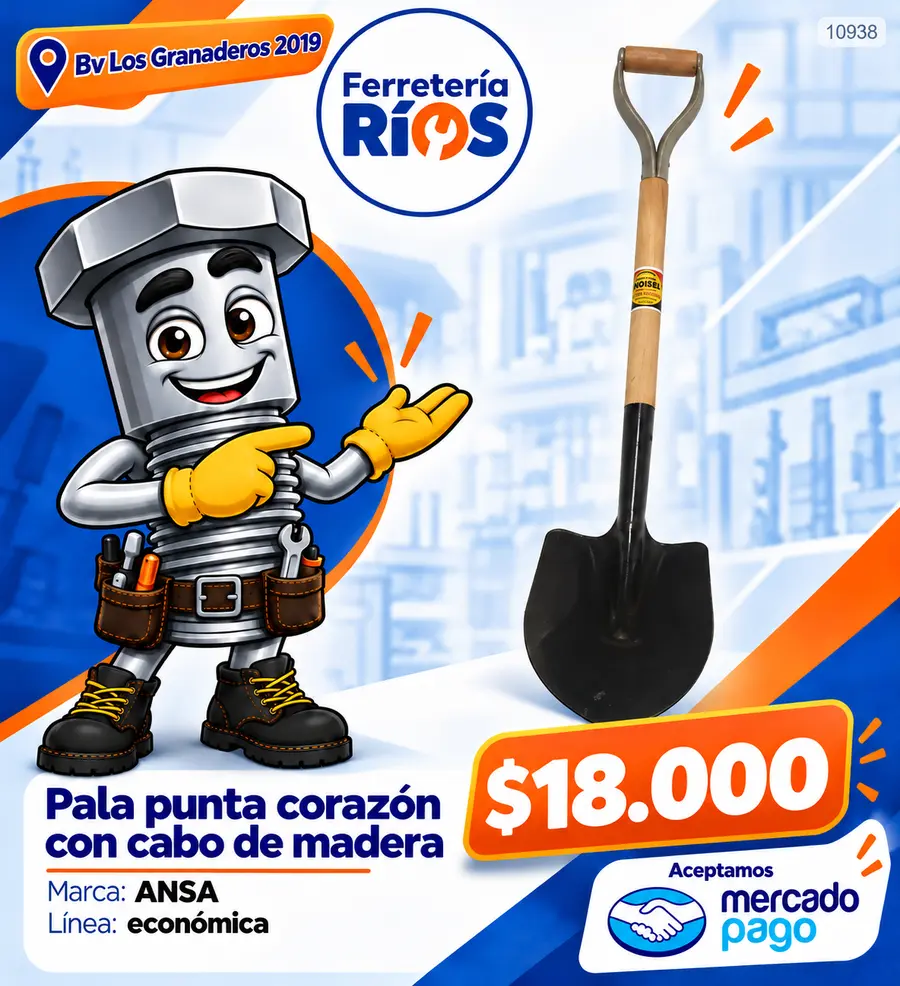 Bv Los Granaderos 2019
Ferretería
RÍOS
10938
NOISEL
Pala punta corazón
con cabo de madera
Marca: ANSA
Línea: económica
$18.000
Aceptamos
mercado
pago